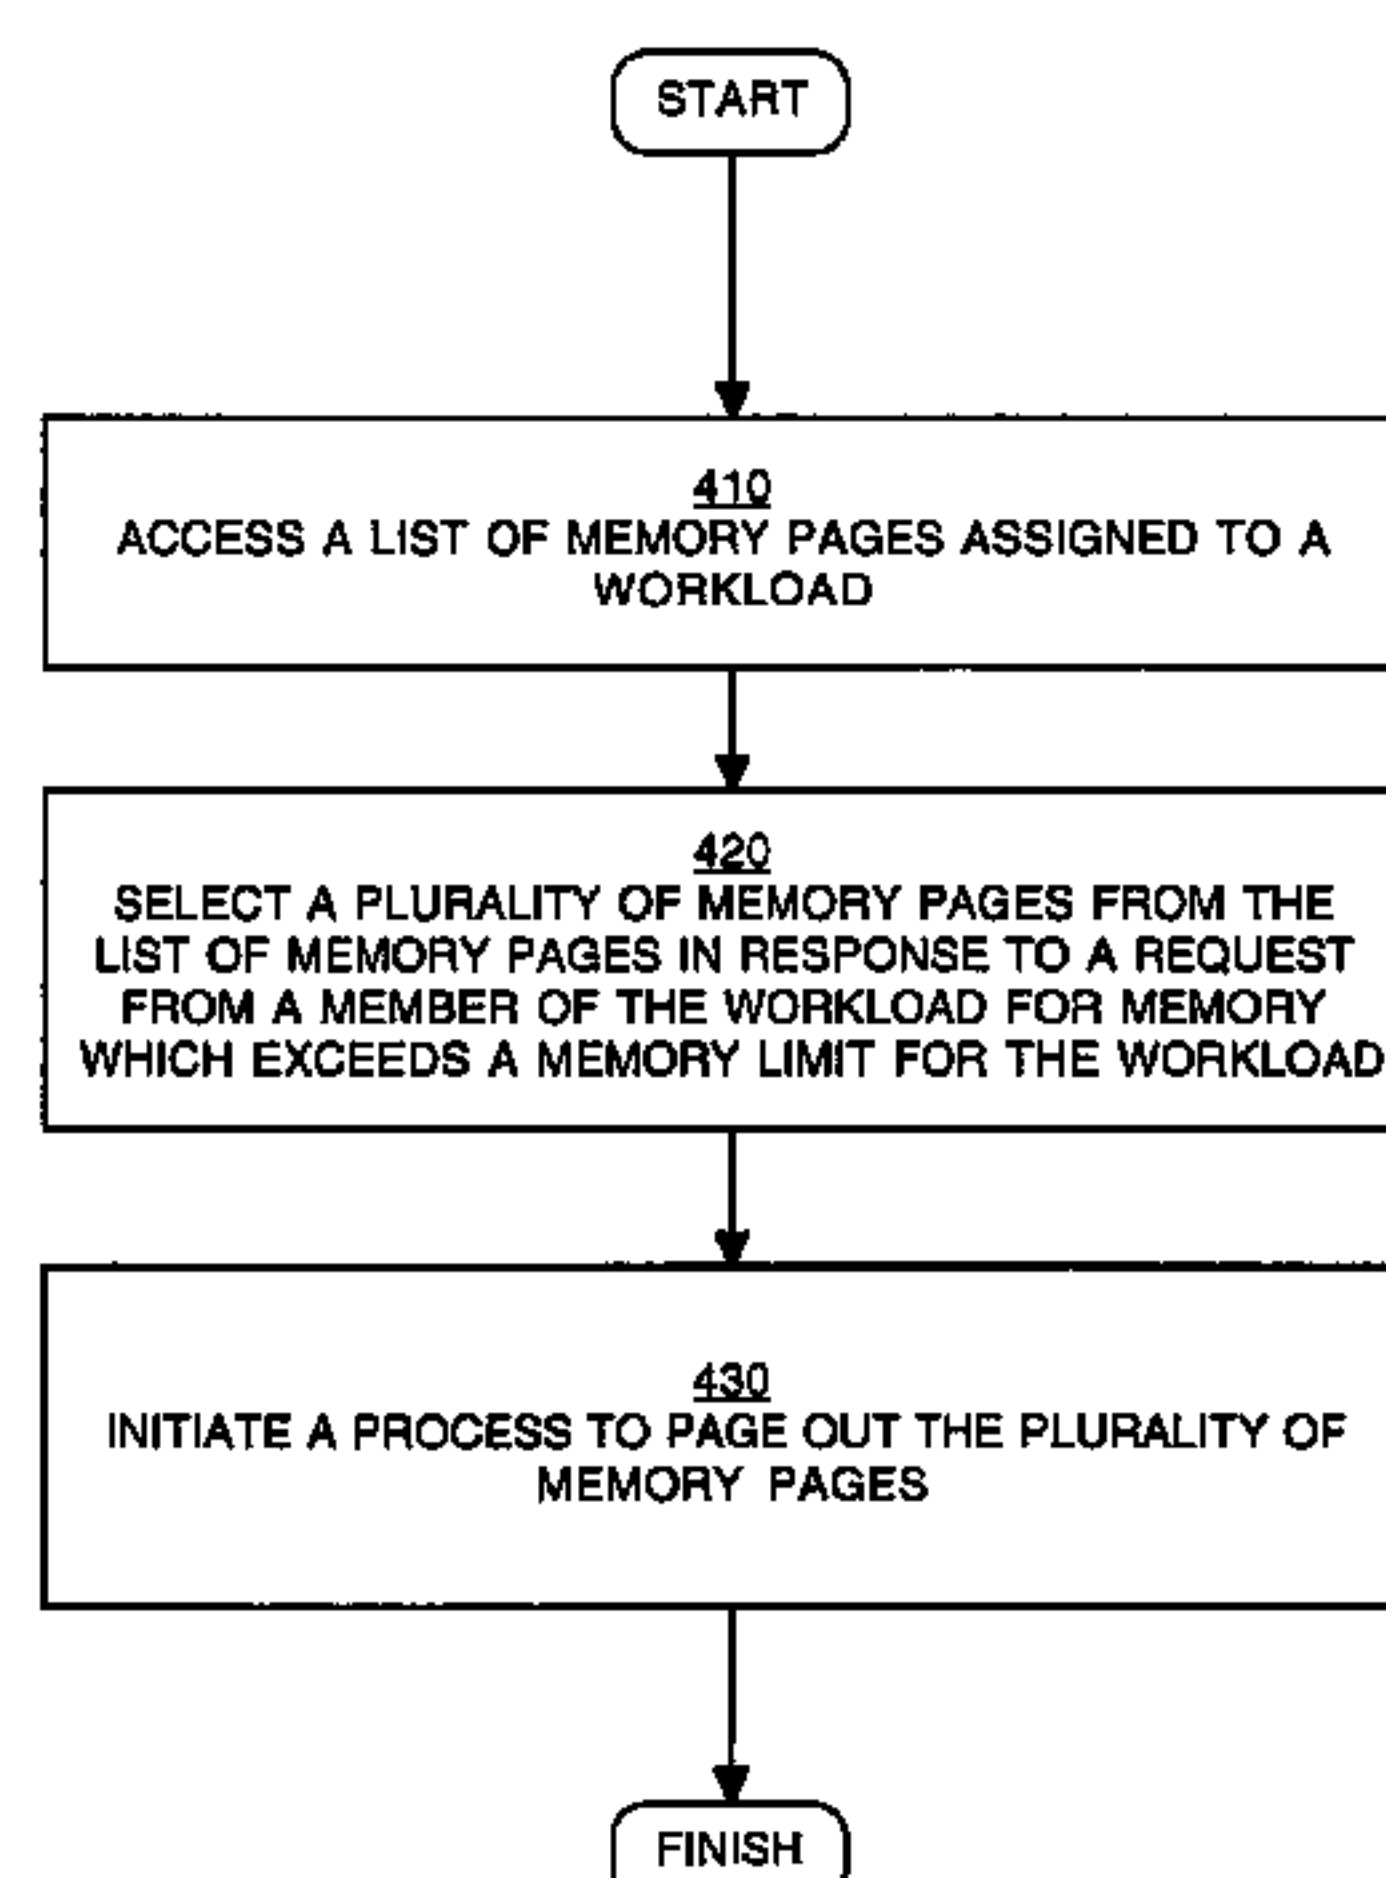 START
410
ACCESS A LIST OF MEMORY PAGES ASSIGNED TO A
WORKLOAD
420
SELECT A PLURALITY OF MEMORY PAGES FROM THE
LIST OF MEMORY PAGES IN RESPONSE TO A REQUEST
FROM A MEMBER OF THE WORKLOAD FOR MEMORY
WHICH EXCEEDS A MEMORY LIMIT FOR THE WORKLOAD
430
INITIATE A PROCESS TO PAGE OUT THE PLURALITY OF
MEMORY PAGES
FINISH